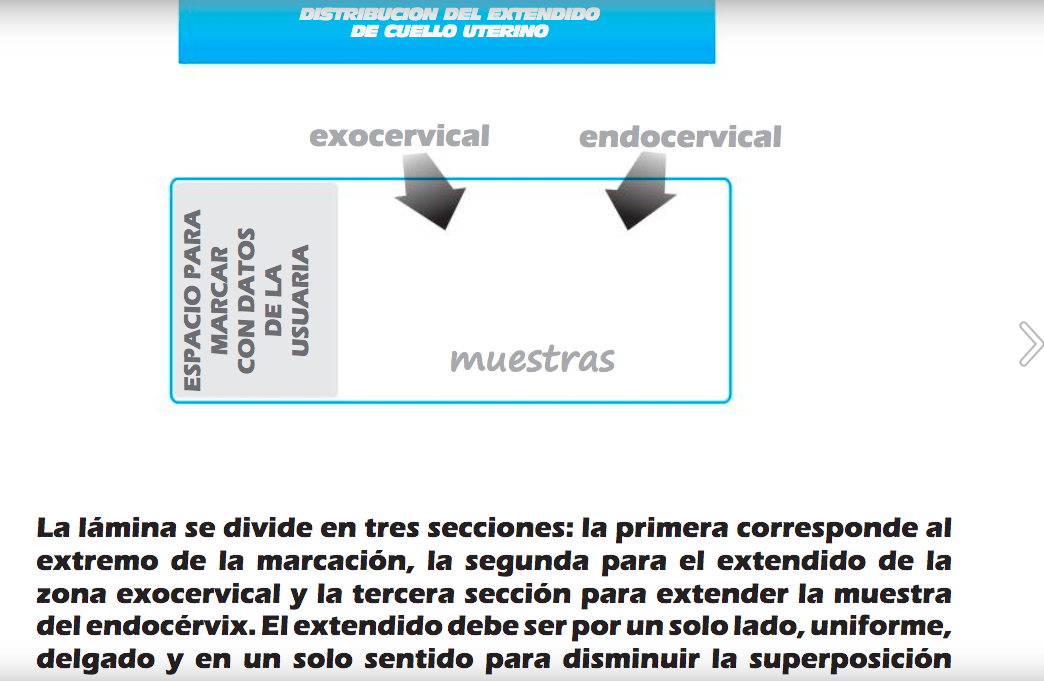 DISTRIBUCION DEL EXTENDIDO
DE CUELLO UTERINO
exocervical
endocervical
ESPACIO PARA
MARCAR
CON DATOS
DE LA
USUARIA
muestras
La lámina se divide en tres secciones: la primera corresponde al
extremo de la marcación, la segunda para el extendido de la
zona exocervical y la tercera sección para extender la muestra
del endocérvix. El extendido debe ser por un solo lado, uniforme,
delgado y en un solo sentido para disminuir la superposición